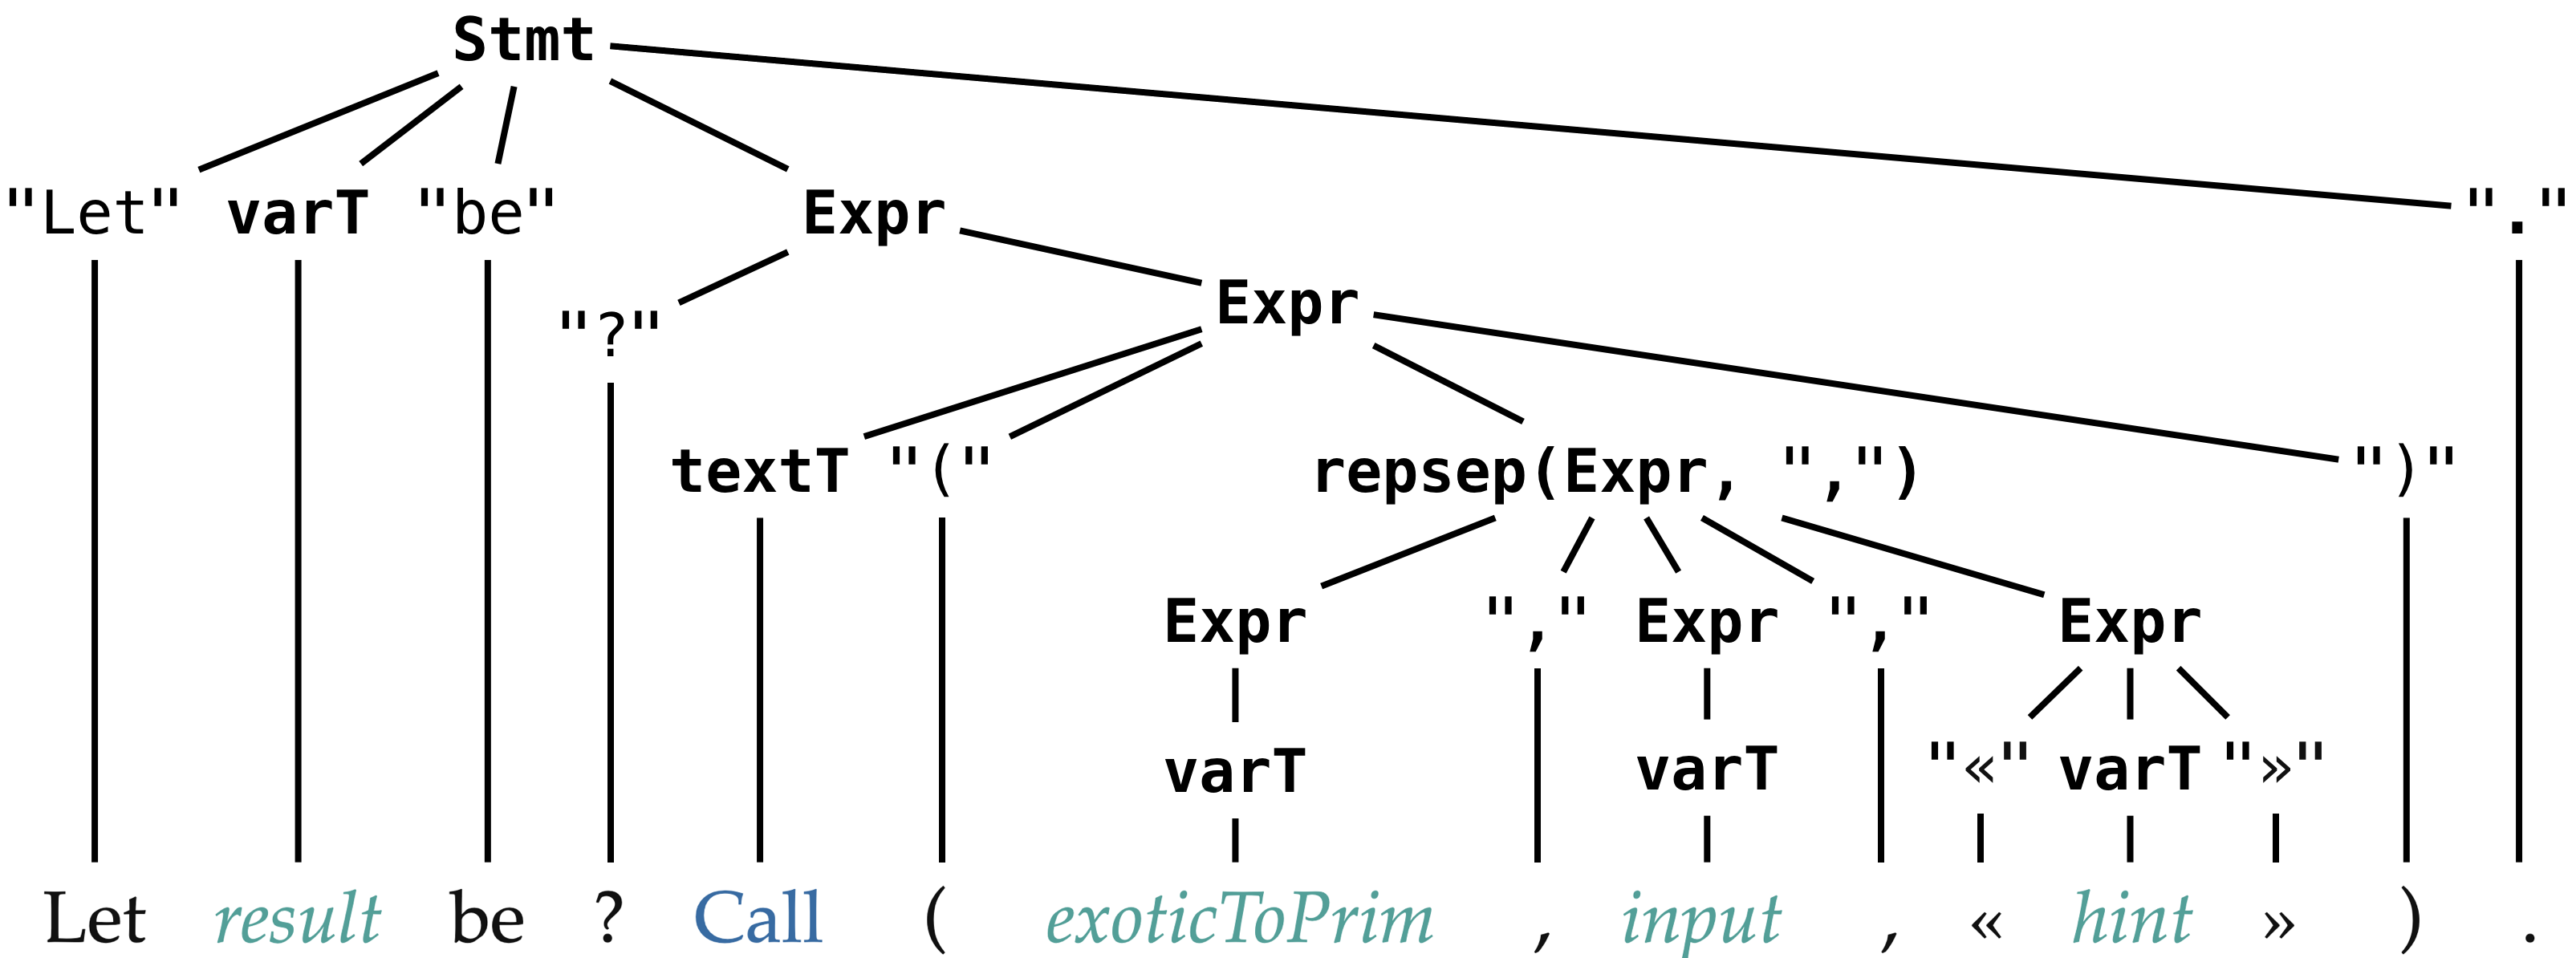 Stmt
"Let" varT "be" Expr "."
Expr
"?"
textT "(" repsep(Expr, ",") ")"
Expr "," Expr "," Expr
varT varT "«" varT "»"
Let result be ? Call ( exoticToPrim , input , « hint » ) .